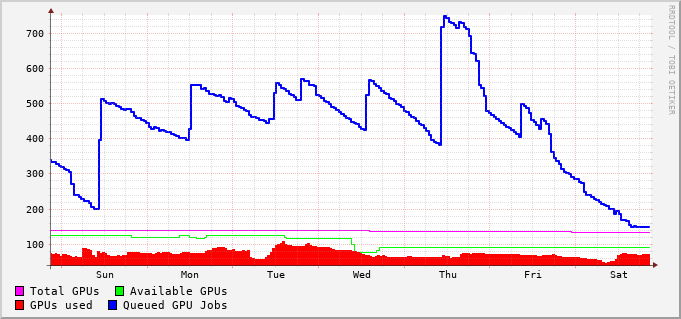 700
600
500
400
300
200
100
Sun Mon Tue Wed Thu Fri Sat
Total GPUs Available GPUs
GPUs used Queued GPU Jobs
RRDTOOL / TOBI OETIKER